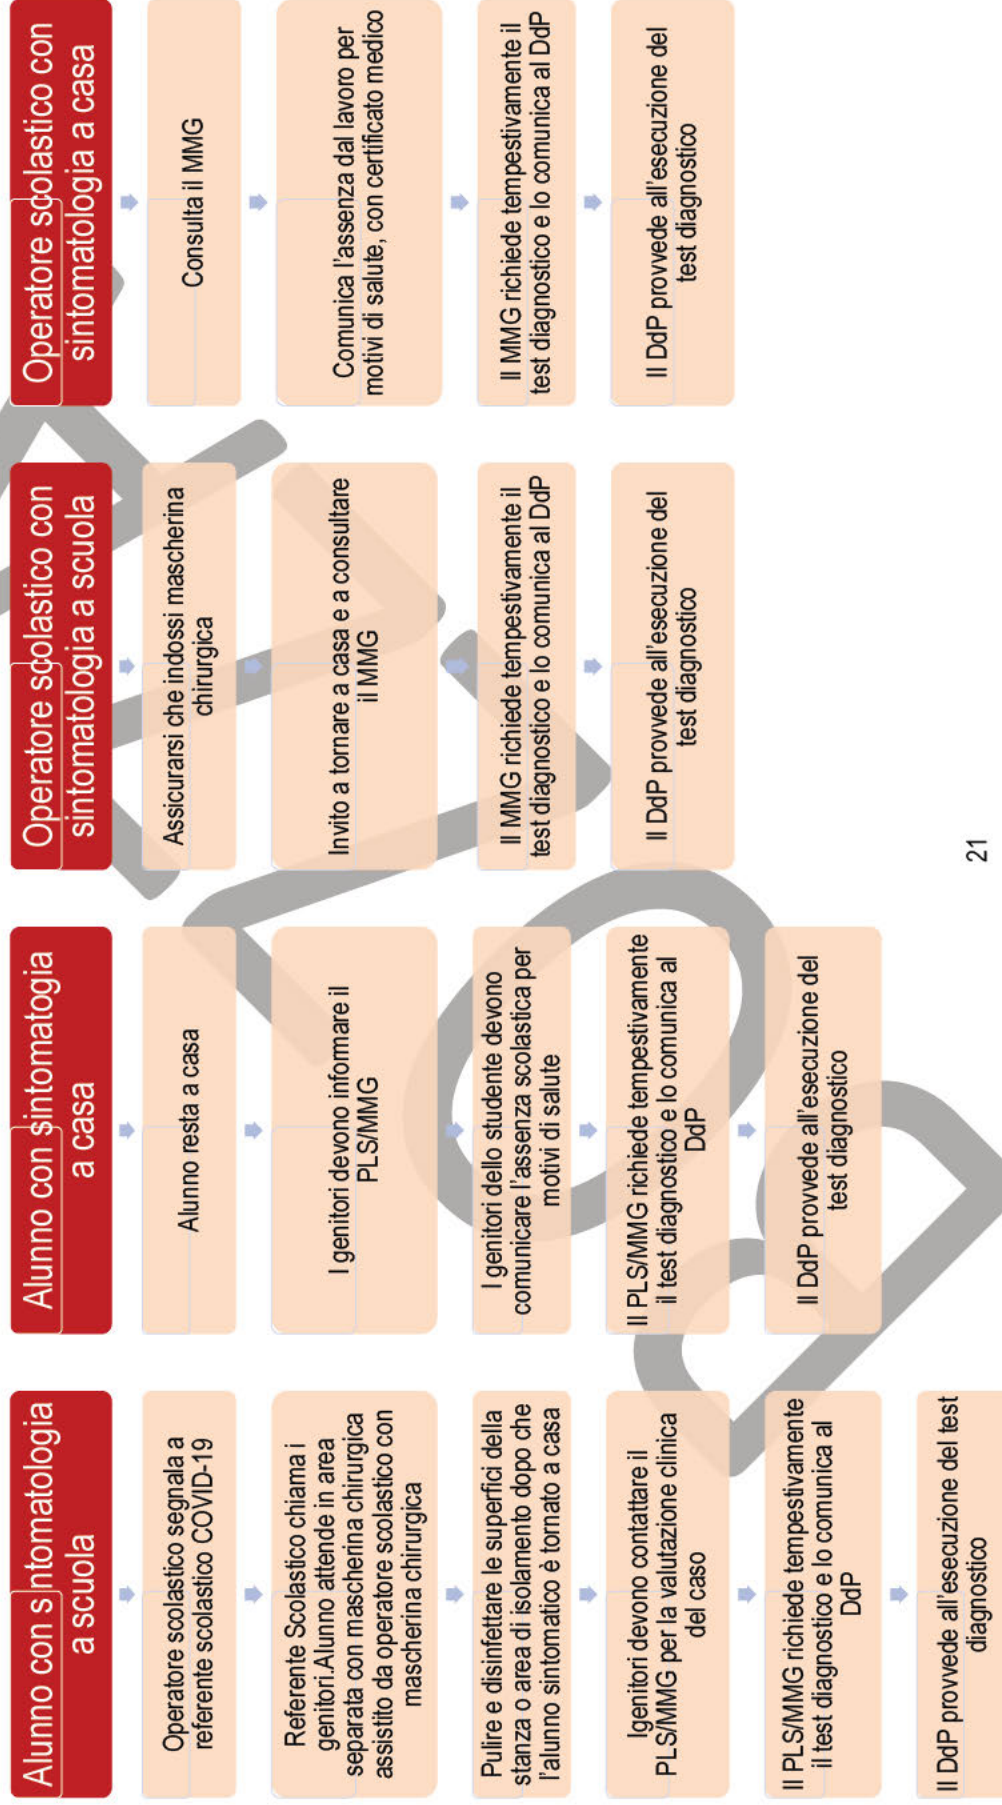 Alunno con sintomatologia
a scuola
Operatore scolastico segnala a
referente scolastico COVID-19
Referente Scolastico chiama i
genitori.Alunno attende in area
separata con mascherina chirurgica
assistito da operatore scolastico con
mascherina chirurgica
Pulire e disinfettare le superfici della
stanza o area di isolamento dopo che
l'alunno sintomatico è tornato a casa
Igenitori devono contattare il
PLS/MMG per la valutazione clinica
del caso
Il PLS/MMG richiede tempestivamente
il test diagnostico e lo comunica al
DdP
Il DdP provvede all'esecuzione del test
diagnostico
Alunno con sintomatogia
a casa
Alunno resta a casa
I genitori devono informare il
PLS/MMG
I genitori dello studente devono
comunicare l'assenza scolastica per
motivi di salute
Il PLS/MMG richiede tempestivamente
il test diagnostico e lo comunica al
DdP
Il DdP provvede all'esecuzione del
test diagnostico
Operatore scolastico con
sintomatologia a scuola
Assicurarsi che indossi mascherina
chirurgica
Invito a tornare a casa e a consultare
il MMG
Il MMG richiede tempestivamente il
test diagnostico e lo comunica al DdP
Il DdP provvede all'esecuzione del
test diagnostico
Operatore scolastico con
sintomatologia a casa
Consulta il MMG
Comunica l'assenza dal lavoro per
motivi di salute, con certificato medico
Il MMG richiede tempestivamente il
test diagnostico e lo comunica al DdP
Il DdP provvede all'esecuzione del
test diagnostico
21